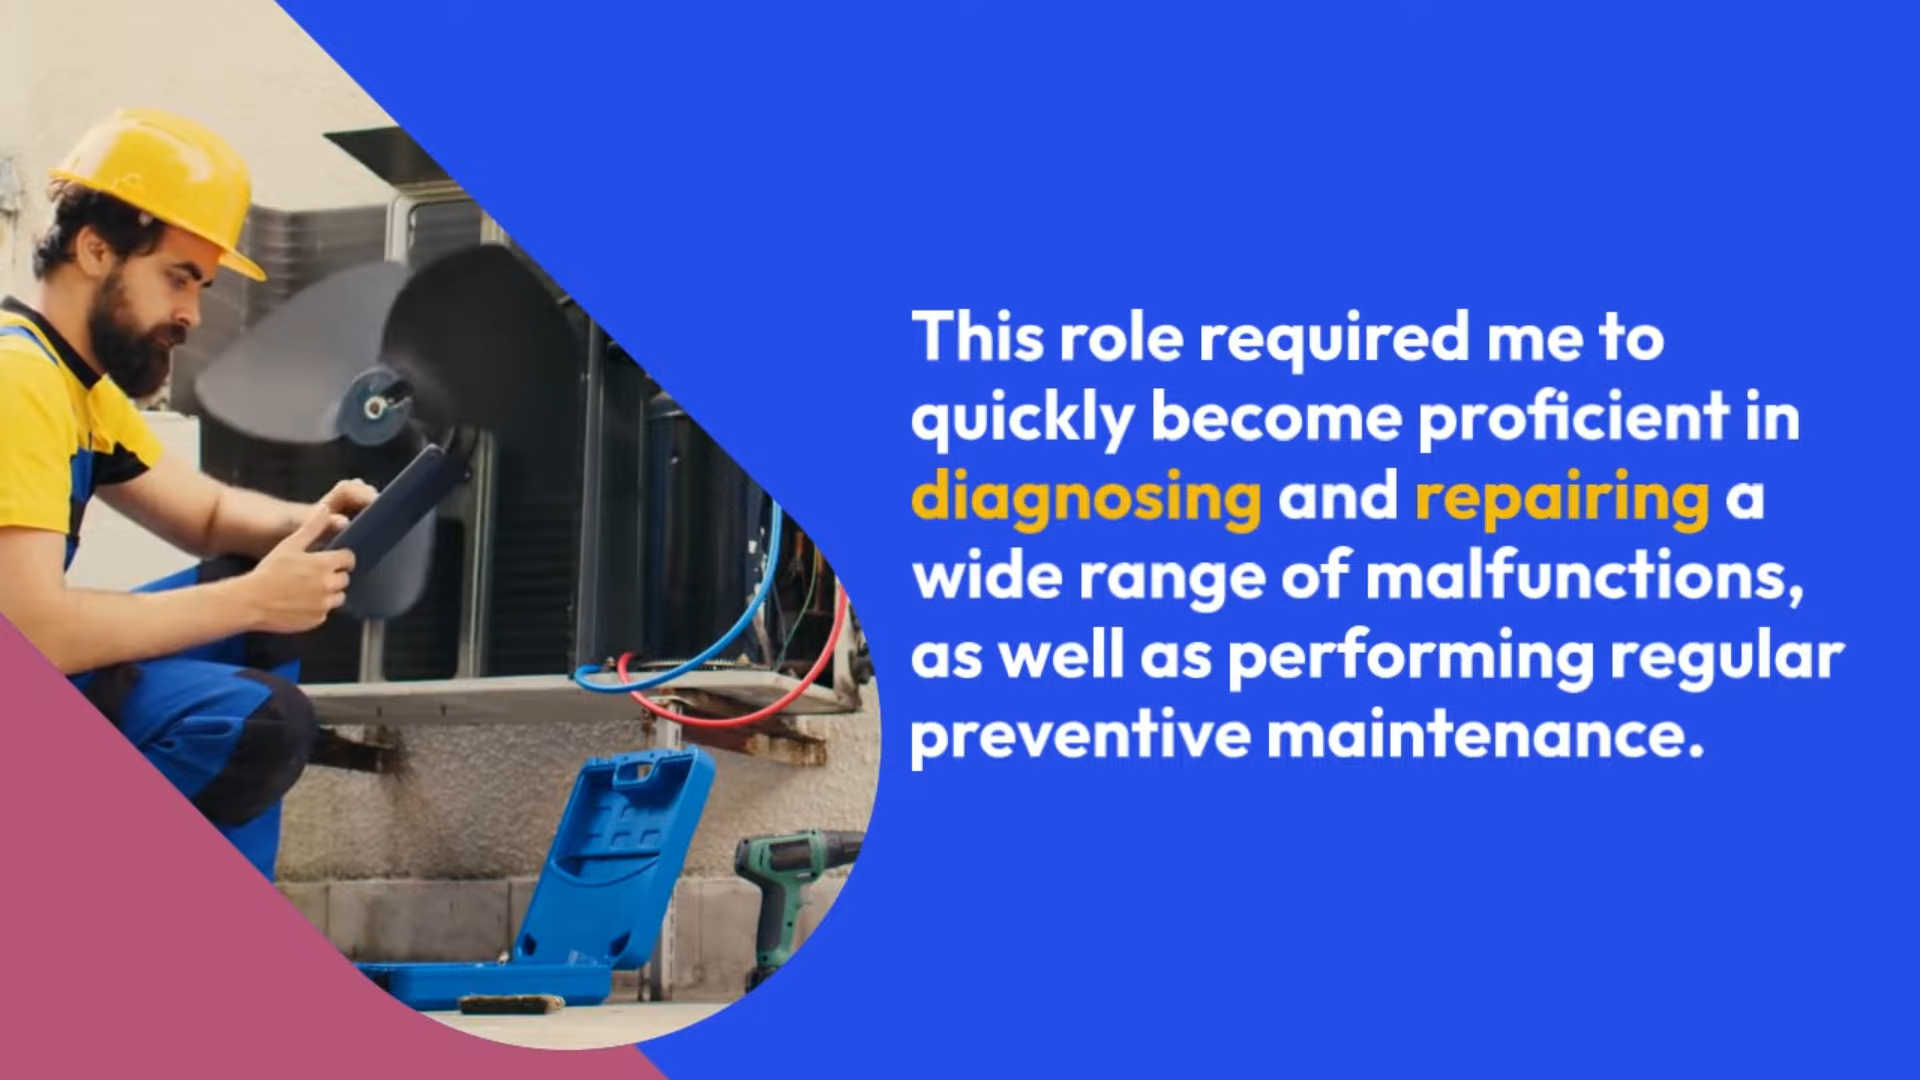 This role required me to
quickly become proficient in
diagnosing and repairing a
wide range of malfunctions,
as well as performing regular
preventive maintenance.